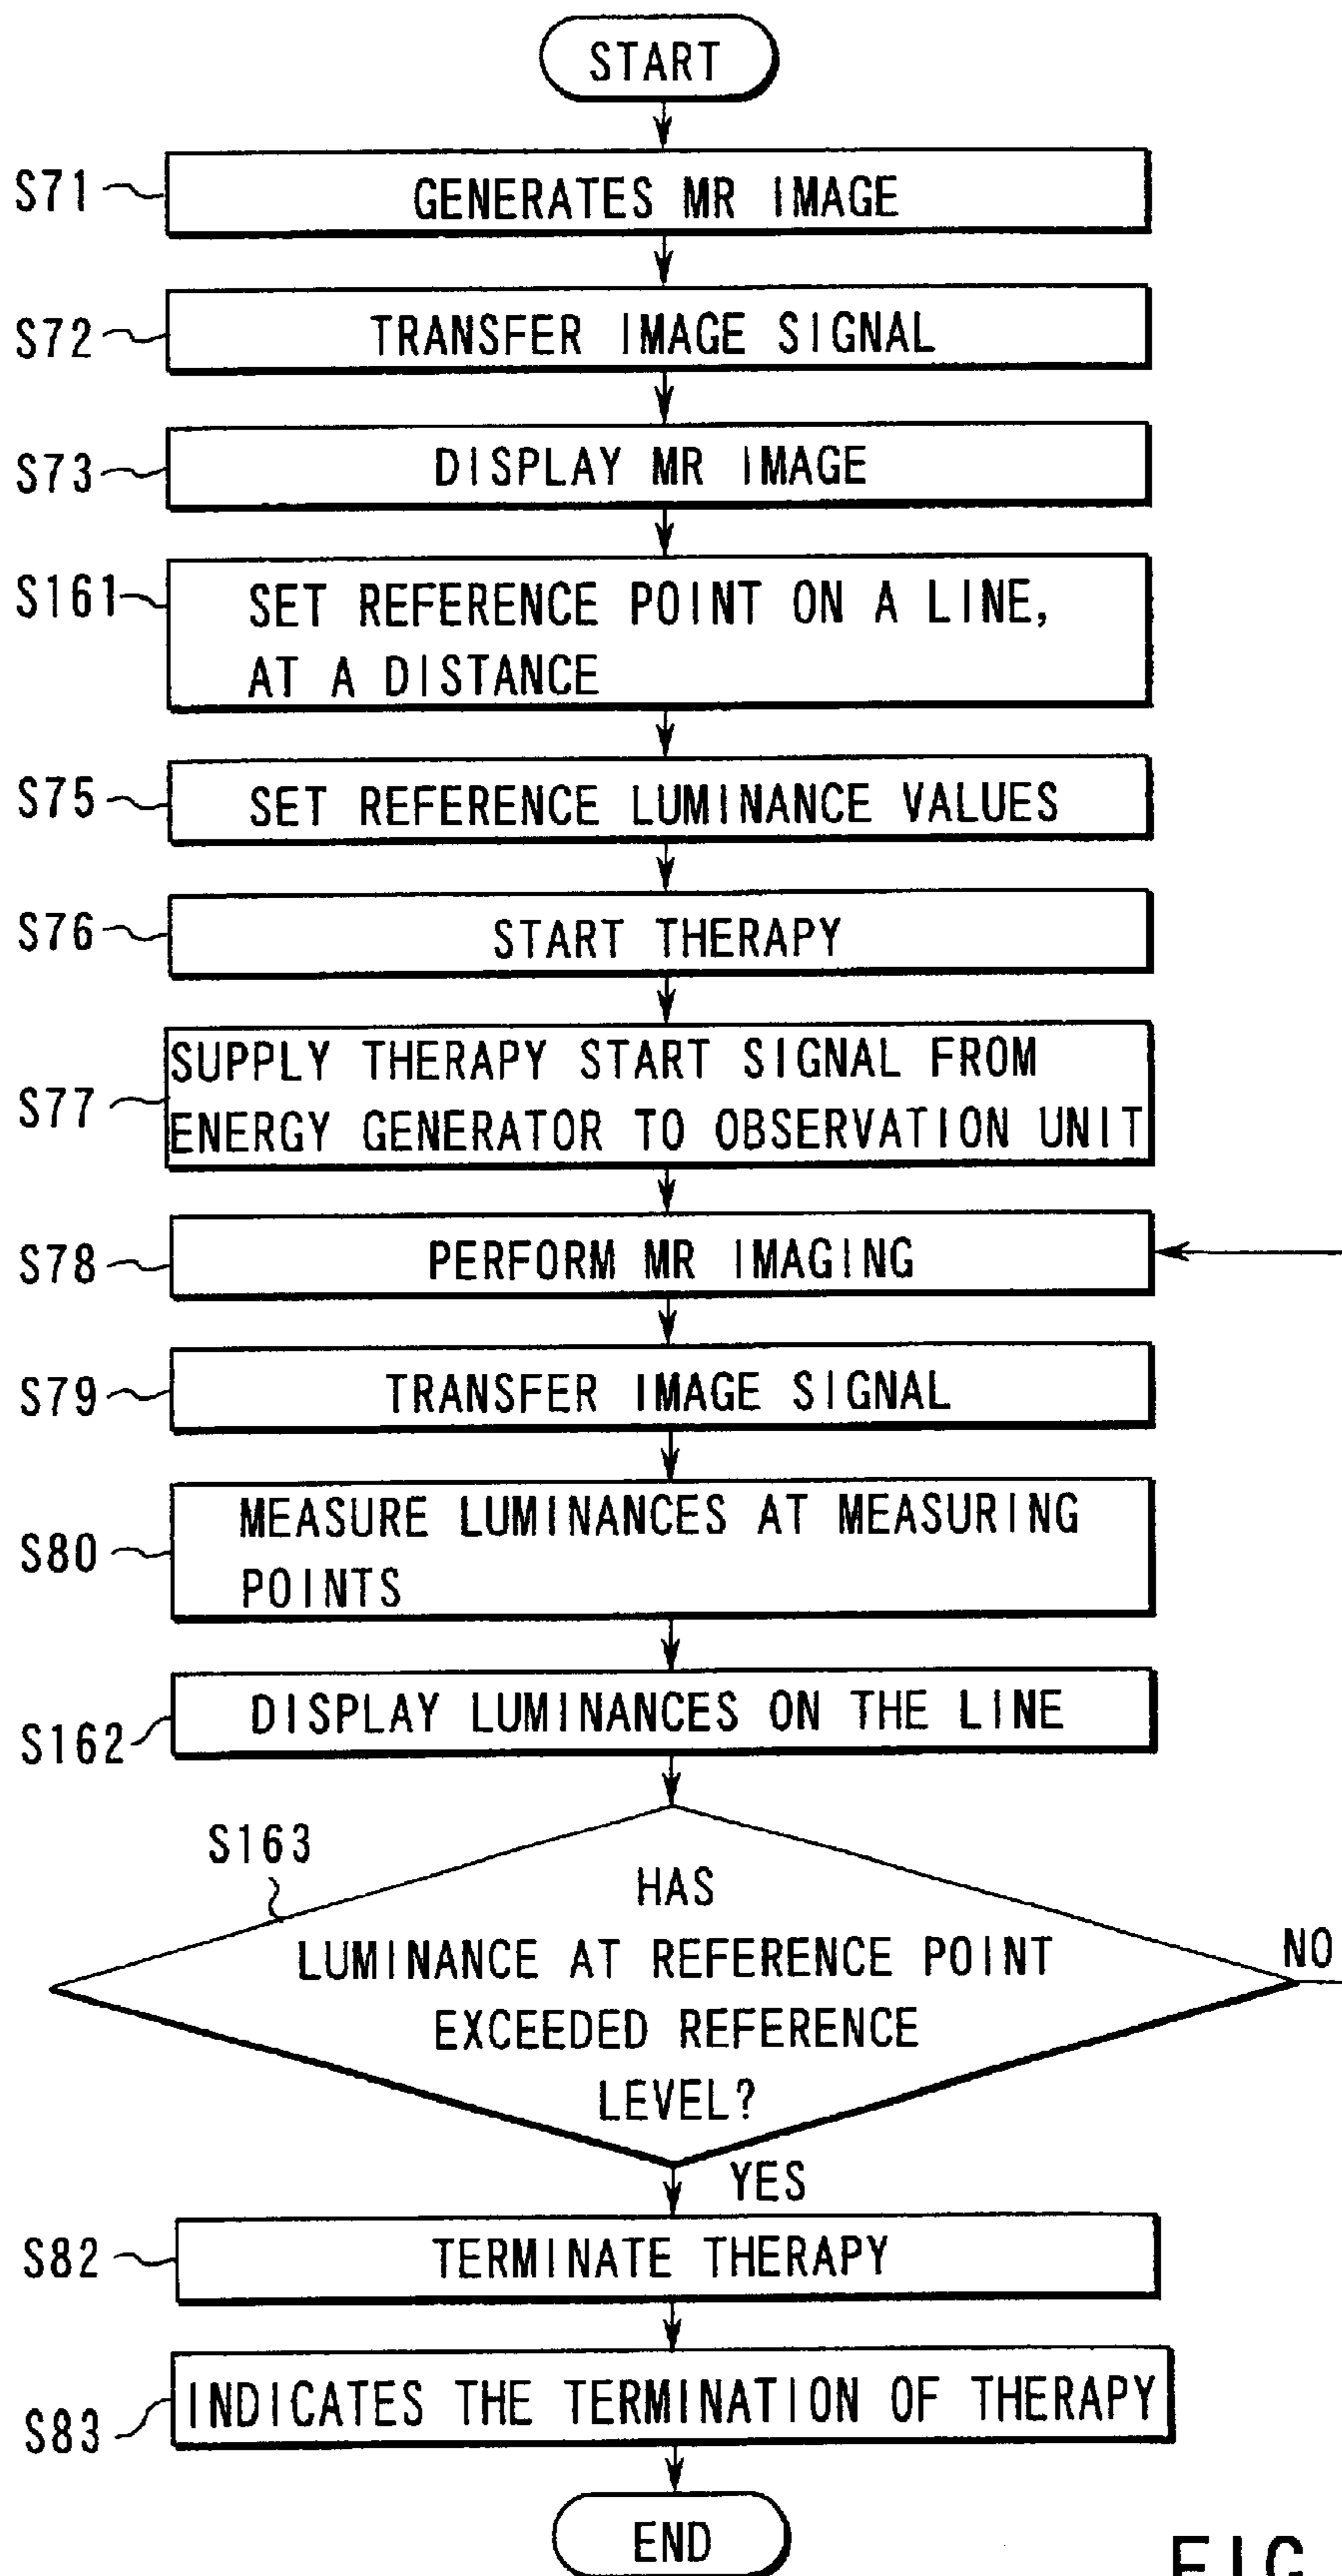 START
S71
GENERATES MR IMAGE
S72
TRANSFER IMAGE SIGNAL
S73
DISPLAY MR IMAGE
S161
SET REFERENCE POINT ON A LINE,
AT A DISTANCE
S75
SET REFERENCE LUMINANCE VALUES
S76
START THERAPY
S77
SUPPLY THERAPY START SIGNAL FROM
ENERGY GENERATOR TO OBSERVATION UNIT
S78
PERFORM MR IMAGING
S79
TRANSFER IMAGE SIGNAL
S80
MEASURE LUMINANCES AT MEASURING
POINTS
S162
DISPLAY LUMINANCES ON THE LINE
S163
HAS
LUMINANCE AT REFERENCE POINT
EXCEEDED REFERENCE
LEVEL?
NO
YES
S82
TERMINATE THERAPY
S83
INDICATES THE TERMINATION OF THERAPY
END
FIG